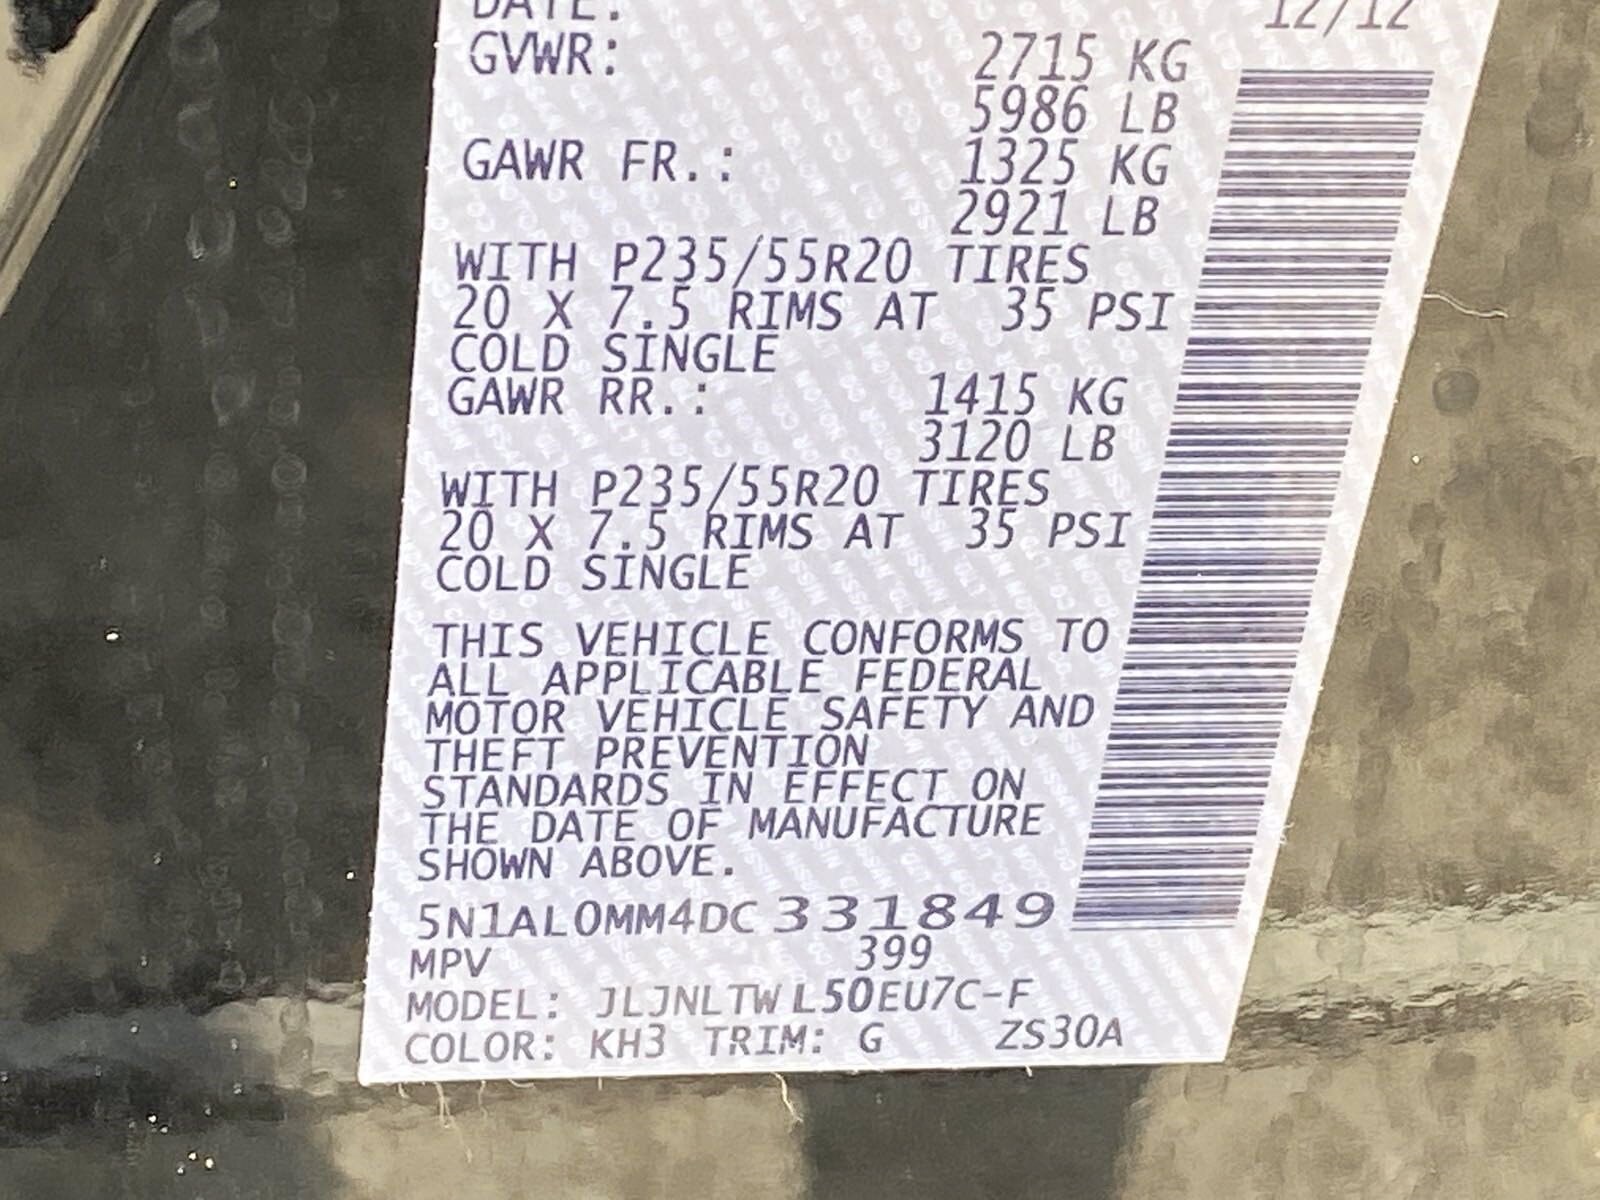 DATE: 12/12
GVWR: 2715 KG
5986 LB
GAWR FR.: 1325 KG
2921 LB
WITH P235/55R20 TIRES
20 X 7.5 RIMS AT 35 PSI
COLD SINGLE
GAWR RR.: 1415 KG
3120 LB
WITH P235/55R20 TIRES
20 X 7.5 RIMS AT 35 PSI
COLD SINGLE
THIS VEHICLE CONFORMS TO
ALL APPLICABLE FEDERAL
MOTOR VEHICLE SAFETY AND
THEFT PREVENTION
STANDARDS IN EFFECT ON
THE DATE OF MANUFACTURE
SHOWN ABOVE.
5N1AL0MM4DC331849
MPV 399
MODEL: JLJNLTWL50EU7C-F
COLOR: KH3 TRIM: G ZS30A